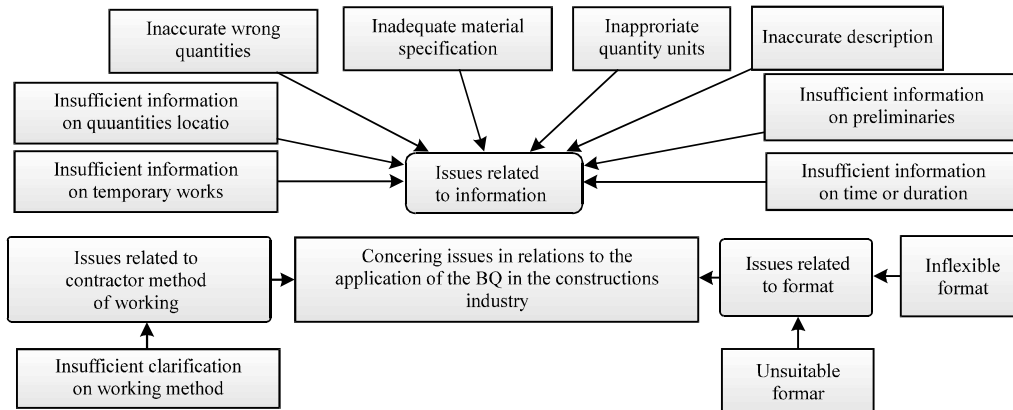 Inaccurate wrong
quantities
Inadequate material
specification
Inapproriate
quantity units
Inaccurate description
Insufficient information
on quuantities locatio
Insufficient information
on preliminaries
Insufficient information
on temporary works
Issues related
to information
Insufficient information
on time or duration
Issues related to
contractor method
of working
Concering issues in relations to the
application of the BQ in the constructions
industry
Issues related
to format
Inflexible
format
Insufficient clarification
on working method
Unsuitable
formar